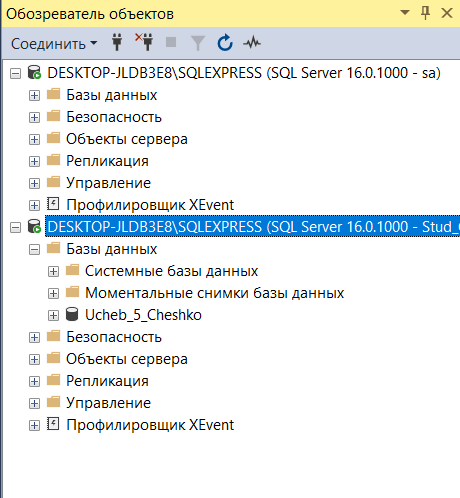 Обозреватель объектов
Соединить
DESKTOP-JLDB3E8\SQLEXPRESS (SQL Server 16.0.1000 - sa)
Базы данных
Безопасность
Объекты сервера
Репликация
Управление
Профилировщик XEvent
DESKTOP-JLDB3E8\SQLEXPRESS (SQL Server 16.0.1000 - Stud_
Базы данных
Системные базы данных
Моментальные снимки базы данных
Ucheb_5_Cheshko
Безопасность
Объекты сервера
Репликация
Управление
Профилировщик XEvent